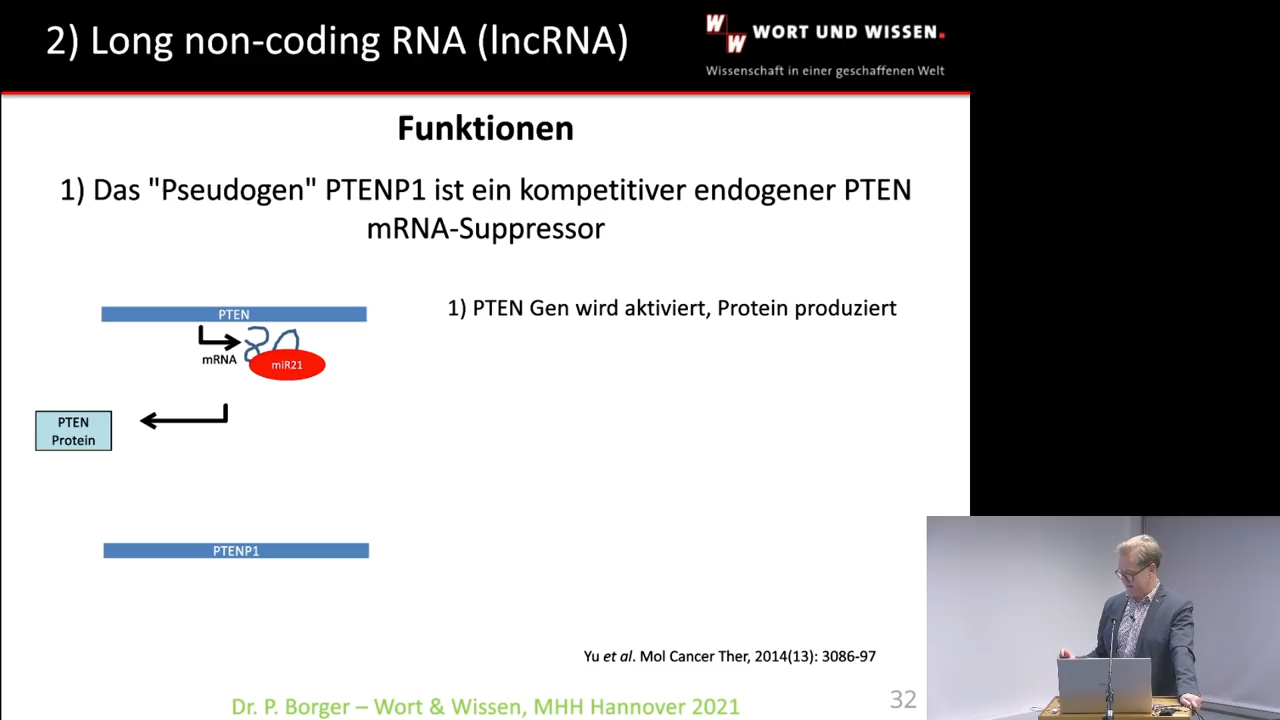 2) Long non-coding RNA (lncRNA)
W
W
WORT UND WISSEN.
Wissenschaft in einer geschaffenen Welt
Funktionen
1) Das "Pseudogen" PTENP1 ist ein kompetitiver endogener PTEN
mRNA-Suppressor
PTEN
1) PTEN Gen wird aktiviert, Protein produziert
mRNA
miR21
PTEN
Protein
PTENP1
Yu et al. Mol Cancer Ther, 2014(13): 3086-97
Dr. P. Borger – Wort & Wissen, MHH Hannover 2021
32